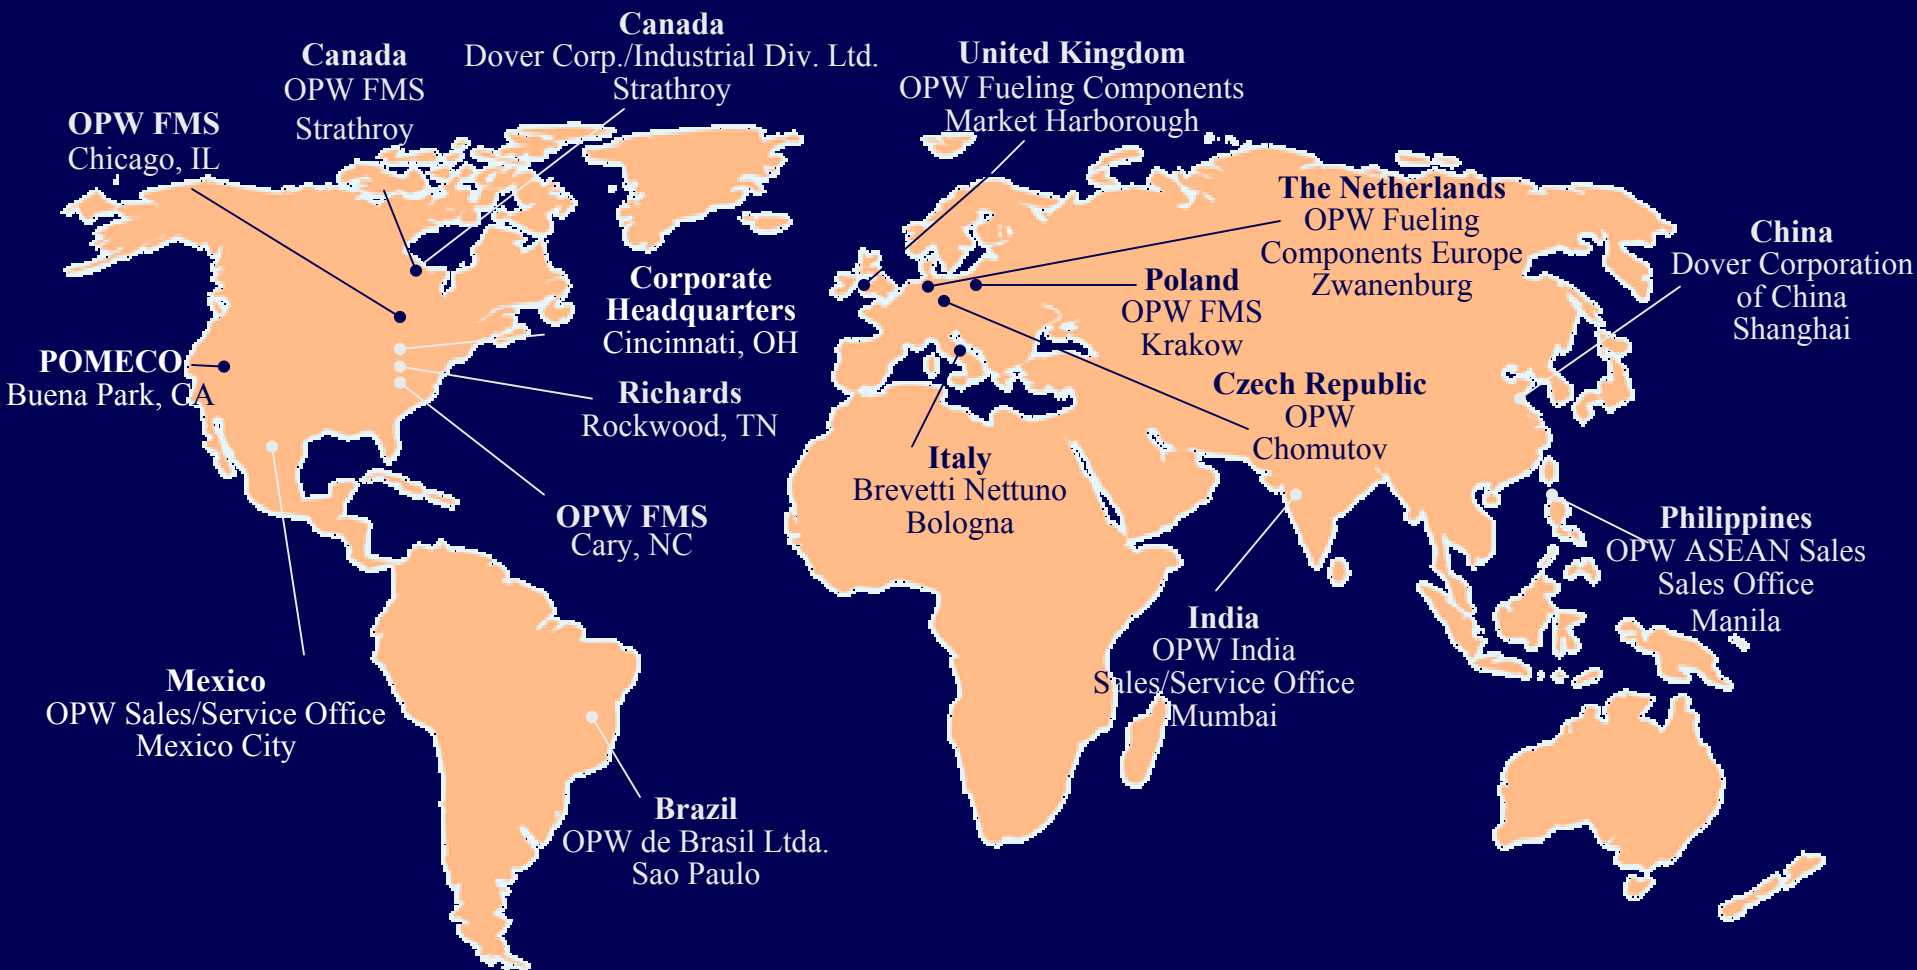 Canada
Dover Corp./Industrial Div. Ltd.
Strathroy
Canada
OPW FMS
Strathroy
United Kingdom
OPW Fueling Components
Market Harborough
OPW FMS
Chicago, IL
The Netherlands
OPW Fueling
Components Europe
Zwanenburg
China
Dover Corporation
of China
Shanghai
Corporate
Headquarters
Cincinnati, OH
Poland
OPW FMS
Krakow
POMECO
Buena Park, CA
Richards
Rockwood, TN
Czech Republic
OPW
Chomutov
Italy
Brevetti Nettuno
Bologna
OPW FMS
Cary, NC
Philippines
OPW ASEAN Sales
Sales Office
Manila
India
OPW India
Sales/Service Office
Mumbai
Mexico
OPW Sales/Service Office
Mexico City
Brazil
OPW de Brasil Ltda.
Sao Paulo